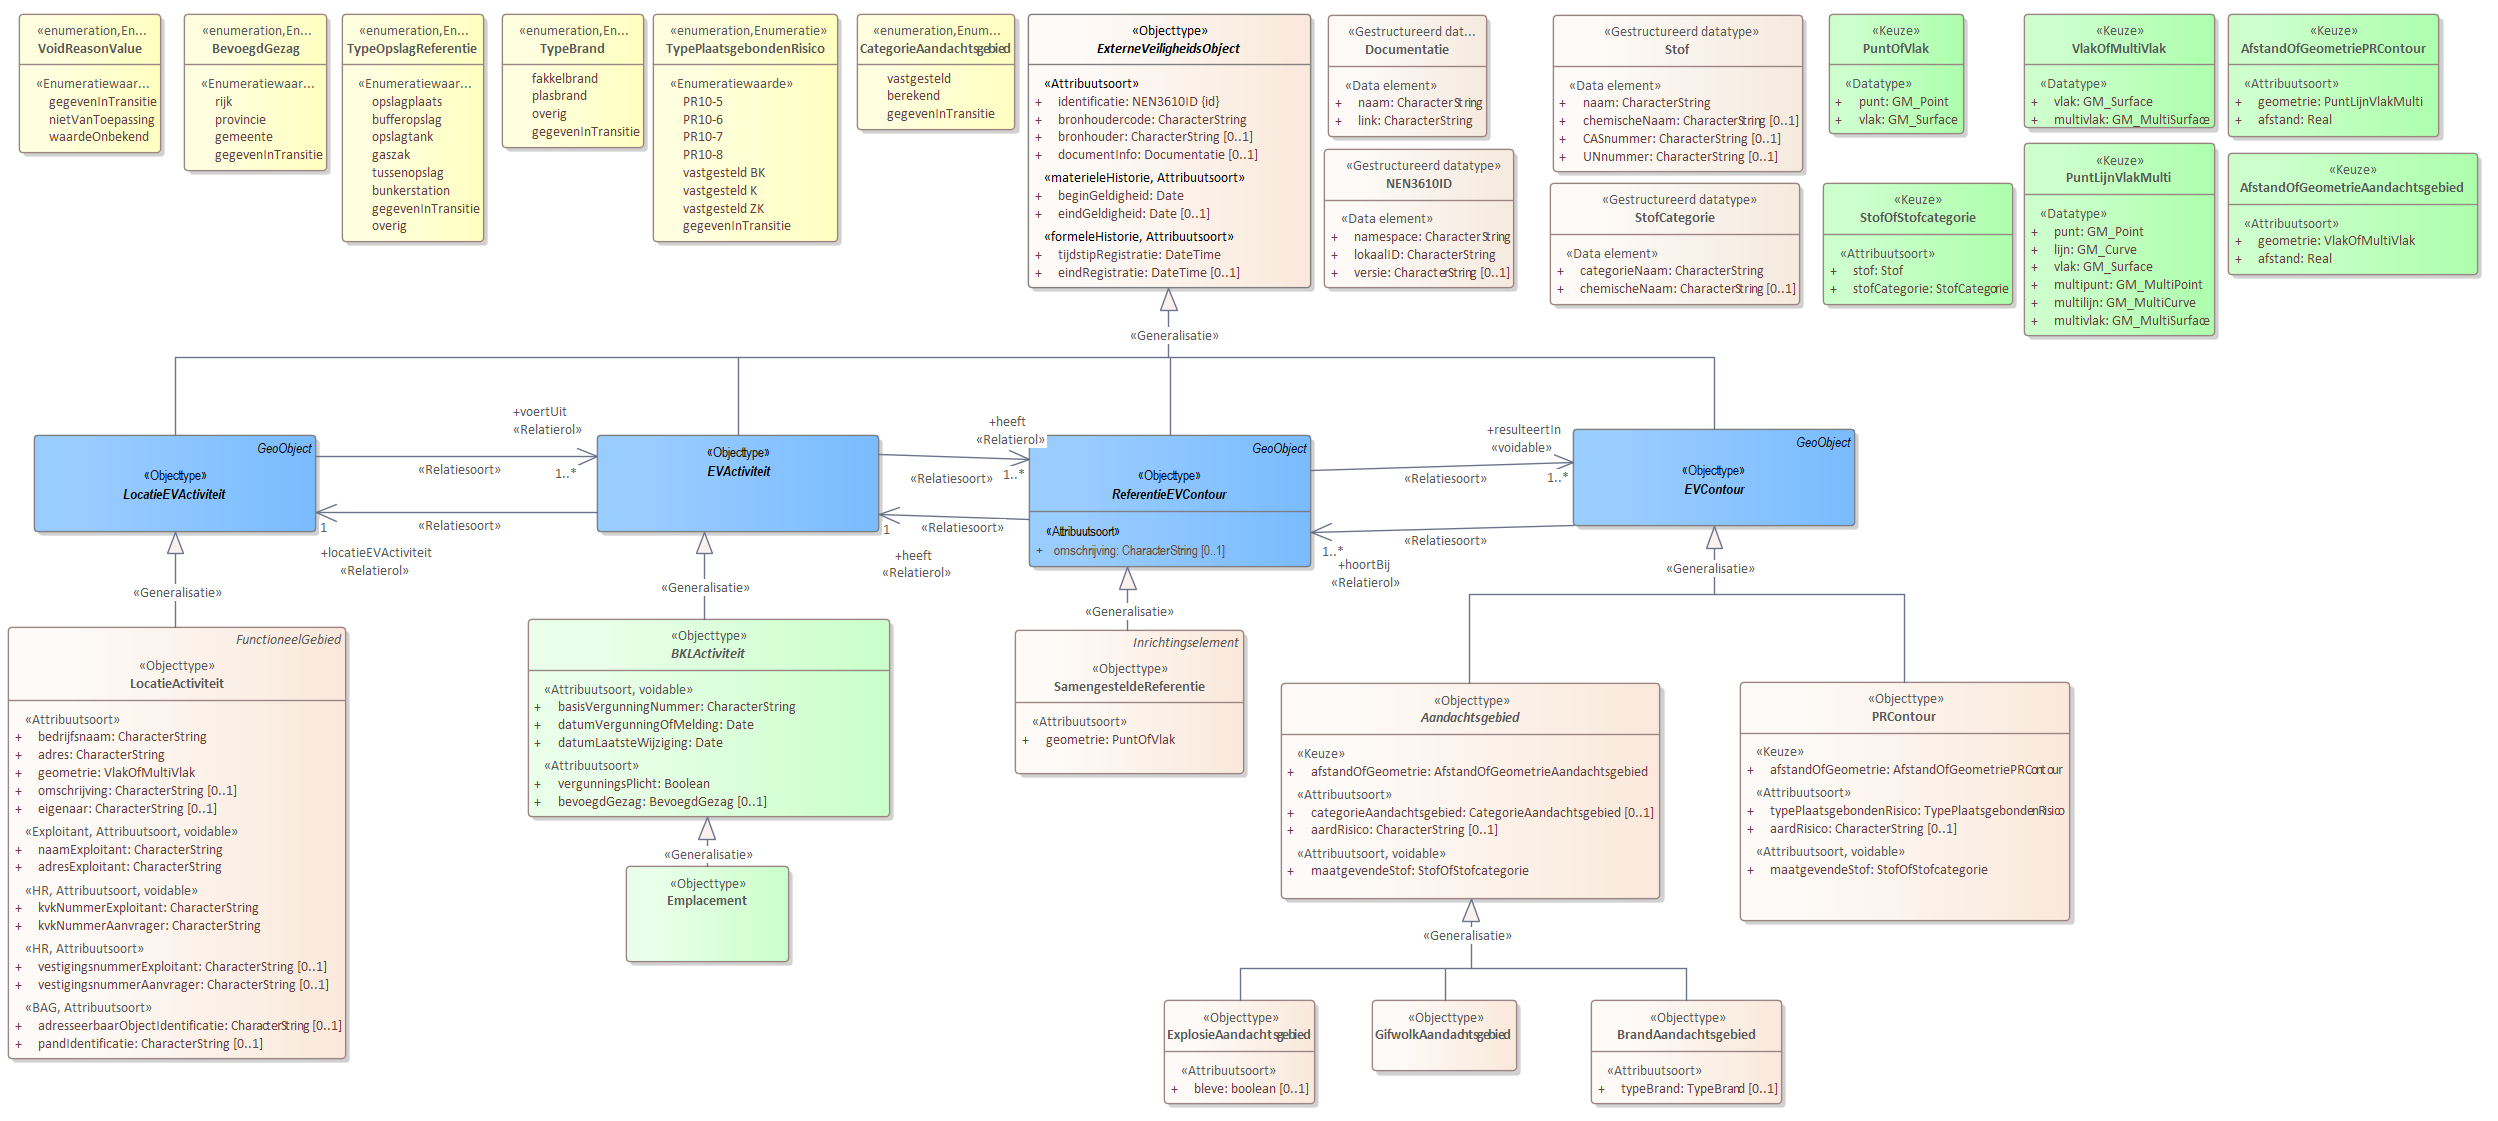 «enumeration,En...
VoidReasonValue
«Enumeratiewaar...
gegevenInTransitie
nietVanToepassing
waardeOnbekend
«enumeration,En...
BevoegdGezag
«Enumeratiewaar...
rijk
provincie
gemeente
gegevenInTransitie
«enumeration,En...
TypeOpslagReferentie
«Enumeratiewaar...
opslagplaats
bufferopslag
opslagtank
gaszak
tussenopslag
bunkerstation
gegevenInTransitie
overig
«enumeration,En...
TypeBrand
fakkelbrand
plasbrand
overig
gegevenInTransitie
«enumeration,Enumeratie»
TypePlaatsgebondenRisico
«Enumeratiewaarde»
PR10-5
PR10-6
PR10-7
PR10-8
vastgesteld BK
vastgesteld K
vastgesteld ZK
gegevenInTransitie
«enumeration,Enum...
CategorieAandachtsgebied
vastgesteld
berekend
gegevenInTransitie
«Objecttype»
ExterneVeiligheidsObject
«Attribuutsoort»
+ identificatie: NEN3610ID {id}
+ bronhoudercode: CharacterString
+ bronhouder: CharacterString [0..1]
+ documentInfo: Documentatie [0..1]
«materieleHistorie, Attribuutsoort»
+ beginGeldigheid: Date
+ eindGeldigheid: Date [0..1]
«formeleHistorie, Attribuutsoort»
+ tijdstipRegistratie: DateTime
+ eindRegistratie: DateTime [0..1]
«Gestructureerd dat...
Documentatie
«Data element»
+ naam: CharacterString
+ link: CharacterString
«Gestructureerd datatype»
NEN3610ID
«Data element»
+ namespace: CharacterString
+ lokaalID: CharacterString
+ versie: CharacterString [0..1]
«Gestructureerd datatype»
Stof
«Data element»
+ naam: CharacterString
+ chemischeNaam: CharacterString [0..1]
+ CASnummer: CharacterString [0..1]
+ UNnummer: CharacterString [0..1]
«Gestructureerd datatype»
StofCategorie
«Data element»
+ categorieNaam: CharacterString
+ chemischeNaam: CharacterString [0..1]
«Keuze»
PuntOfVlak
«Datatype»
+ punt: GM_Point
+ vlak: GM_Surface
«Keuze»
StofOfStofcategorie
«Attribuutsoort»
+ stof: Stof
+ stofCategorie: StofCategorie
«Keuze»
VlakOfMultiVlak
«Datatype»
+ vlak: GM_Surface
+ multivlak: GM_MultiSurface
«Keuze»
PuntLijnVlakMulti
«Datatype»
+ punt: GM_Point
+ lijn: GM_Curve
+ vlak: GM_Surface
+ multipunt: GM_MultiPoint
+ multilijn: GM_MultiCurve
+ multivlak: GM_MultiSurface
«Keuze»
AfstandOfGeometriePRContour
«Attribuutsoort»
+ geometrie: PuntLijnVlakMulti
+ afstand: Real
«Keuze»
AfstandOfGeometrieAandachtsgebied
«Attribuutsoort»
+ geometrie: VlakOfMultiVlak
+ afstand: Real
«Generalisatie»
GeoObject
«Objecttype»
LocatieEVActiviteit
+voertUit
«Relatierol»
«Relatiesoort»
1..*
«Relatiesoort»
1
+locatieEVActiviteit
«Relatierol»
«Objecttype»
EVActiviteit
+heeft
«Relatierol»
«Relatiesoort»
1..*
«Relatiesoort»
1
+heeft
«Relatierol»
GeoObject
«Objecttype»
ReferentieEVContour
«Attribuutsoort»
+ omschrijving: CharacterString [0..1]
+resulteertIn
«voidable»
«Relatiesoort»
1..*
«Relatiesoort»
1..*
+hoortBij
«Relatierol»
GeoObject
«Objecttype»
EVContour
«Generalisatie»
«Generalisatie»
«Generalisatie»
«Generalisatie»
FunctioneelGebied
«Objecttype»
LocatieActiviteit
«Attribuutsoort»
+ bedrijfsnaam: CharacterString
+ adres: CharacterString
+ geometrie: VlakOfMultiVlak
+ omschrijving: CharacterString [0..1]
+ eigenaar: CharacterString [0..1]
«Exploitant, Attribuutsoort, voidable»
+ naamExploitant: CharacterString
+ adresExploitant: CharacterString
«HR, Attribuutsoort, voidable»
+ kvkNummerExploitant: CharacterString
+ kvkNummerAanvrager: CharacterString
«HR, Attribuutsoort»
+ vestigingsnummerExploitant: CharacterString [0..1]
+ vestigingsnummerAanvrager: CharacterString [0..1]
«BAG, Attribuutsoort»
+ adresseerbaarObjectIdentificatie: CharacterString [0..1]
+ pandIdentificatie: CharacterString [0..1]
«Objecttype»
BKLActiviteit
«Attribuutsoort, voidable»
+ basisVergunningNummer: CharacterString
+ datumVergunningOfMelding: Date
+ datumLaatsteWijziging: Date
«Attribuutsoort»
+ vergunningsPlicht: Boolean
+ bevoegdGezag: BevoegdGezag [0..1]
«Generalisatie»
«Objecttype»
Emplacement
Inrichtingselement
«Objecttype»
SamengesteldeReferentie
«Attribuutsoort»
+ geometrie: PuntOfVlak
«Objecttype»
Aandachtsgebied
«Keuze»
+ afstandOfGeometrie: AfstandOfGeometrieAandachtsgebied
«Attribuutsoort»
+ categorieAandachtsgebied: CategorieAandachtsgebied [0..1]
+ aardRisico: CharacterString [0..1]
«Attribuutsoort, voidable»
+ maatgevendeStof: StofOfStofcategorie
«Objecttype»
PRContour
«Keuze»
+ afstandOfGeometrie: AfstandOfGeometriePRContour
«Attribuutsoort»
+ typePlaatsgebondenRisico: TypePlaatsgebondenRisico
+ aardRisico: CharacterString [0..1]
«Attribuutsoort, voidable»
+ maatgevendeStof: StofOfStofcategorie
«Generalisatie»
«Objecttype»
ExplosieAandachtsgebied
«Attribuutsoort»
+ bleve: boolean [0..1]
«Objecttype»
GifwolkAandachtsgebied
«Objecttype»
BrandAandachtsgebied
«Attribuutsoort»
+ typeBrand: TypeBrand [0..1]